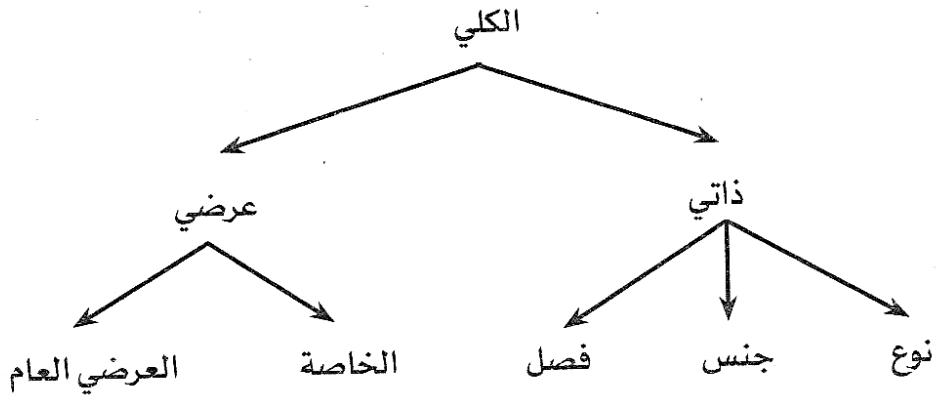 الكلي
ذاتي
عرضي
نوع
جنس
فصل
الخاصة
العرضي العام